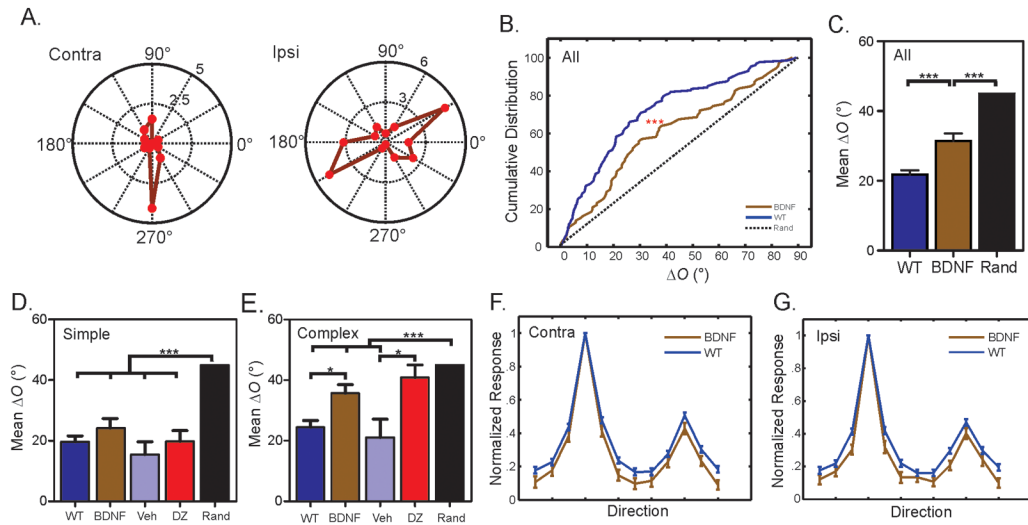 A.
Contra
90°
5
2.5
180°
0°
270°
Ipsi
90°
6
3
180°
0°
270°
B.
All
Cumulative Distribution
100
80
60
40
20
0
***
BDNF
WT
Rand
0 10 20 30 40 50 60 70 80 90
ΔO (°)
C.
All
Mean ΔO (°)
60
40
20
0
*** ***
WT BDNF Rand
D.
Simple
Mean ΔO (°)
60
40
20
0
***
WT BDNF Veh DZ Rand
E.
Complex
Mean ΔO (°)
60
40
20
0
***
* *
WT BDNF Veh DZ Rand
F.
Contra
Normalized Response
1
.8
.6
.4
.2
0
BDNF
WT
Direction
G.
Ipsi
Normalized Response
1
.8
.6
.4
.2
0
BDNF
WT
Direction